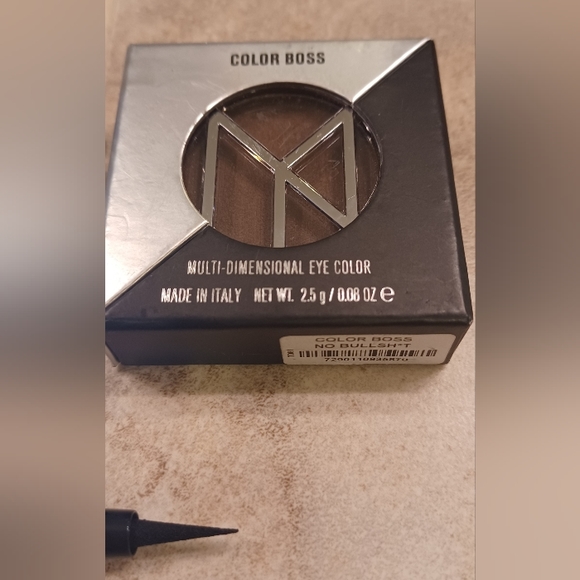 COLOR BOSS
MULTI-DIMENSIONAL EYE COLOR
MADE IN ITALY NET WT. 2.5 g / 0.08 OZ e
COLOR BOSS
NO BULLSH*T